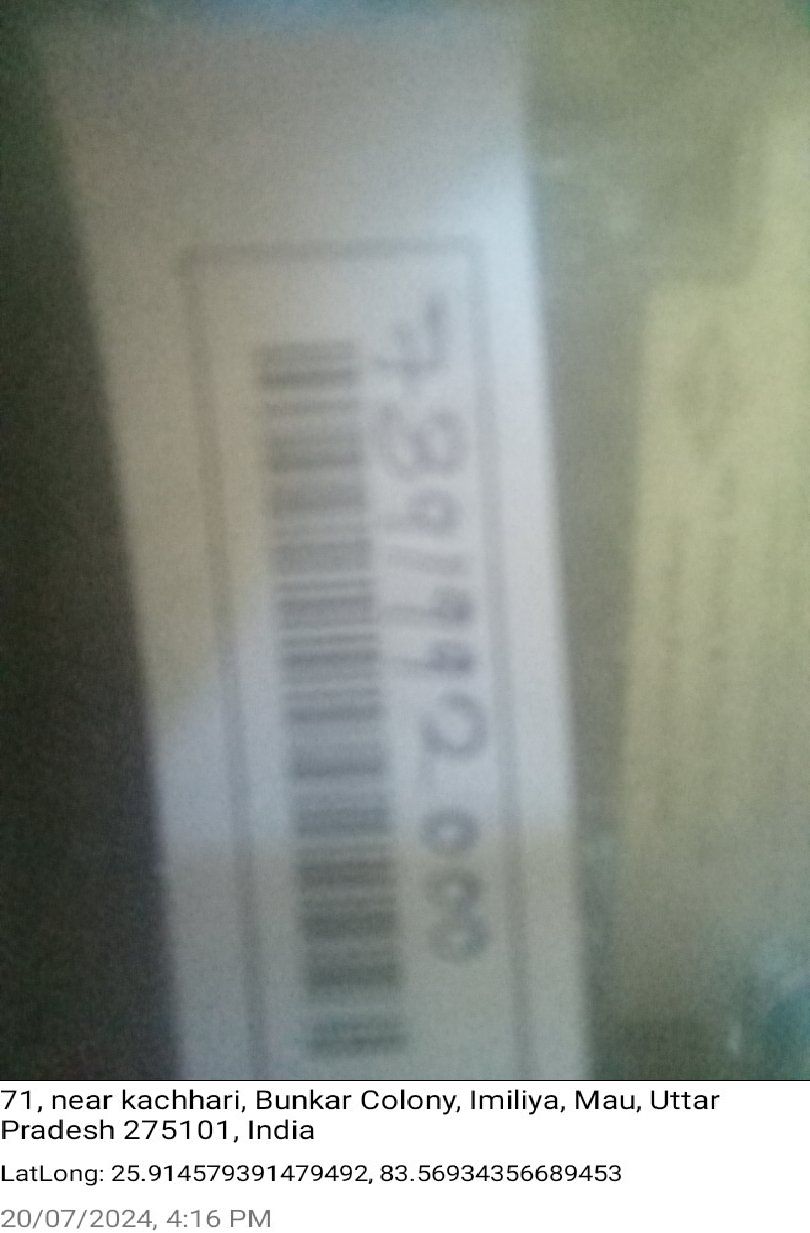 71, near kachhari, Bunkar Colony, Imiliya, Mau, Uttar
Pradesh 275101, India
LatLong: 25.914579391479492, 83.56934356689453
20/07/2024, 4:16 PM